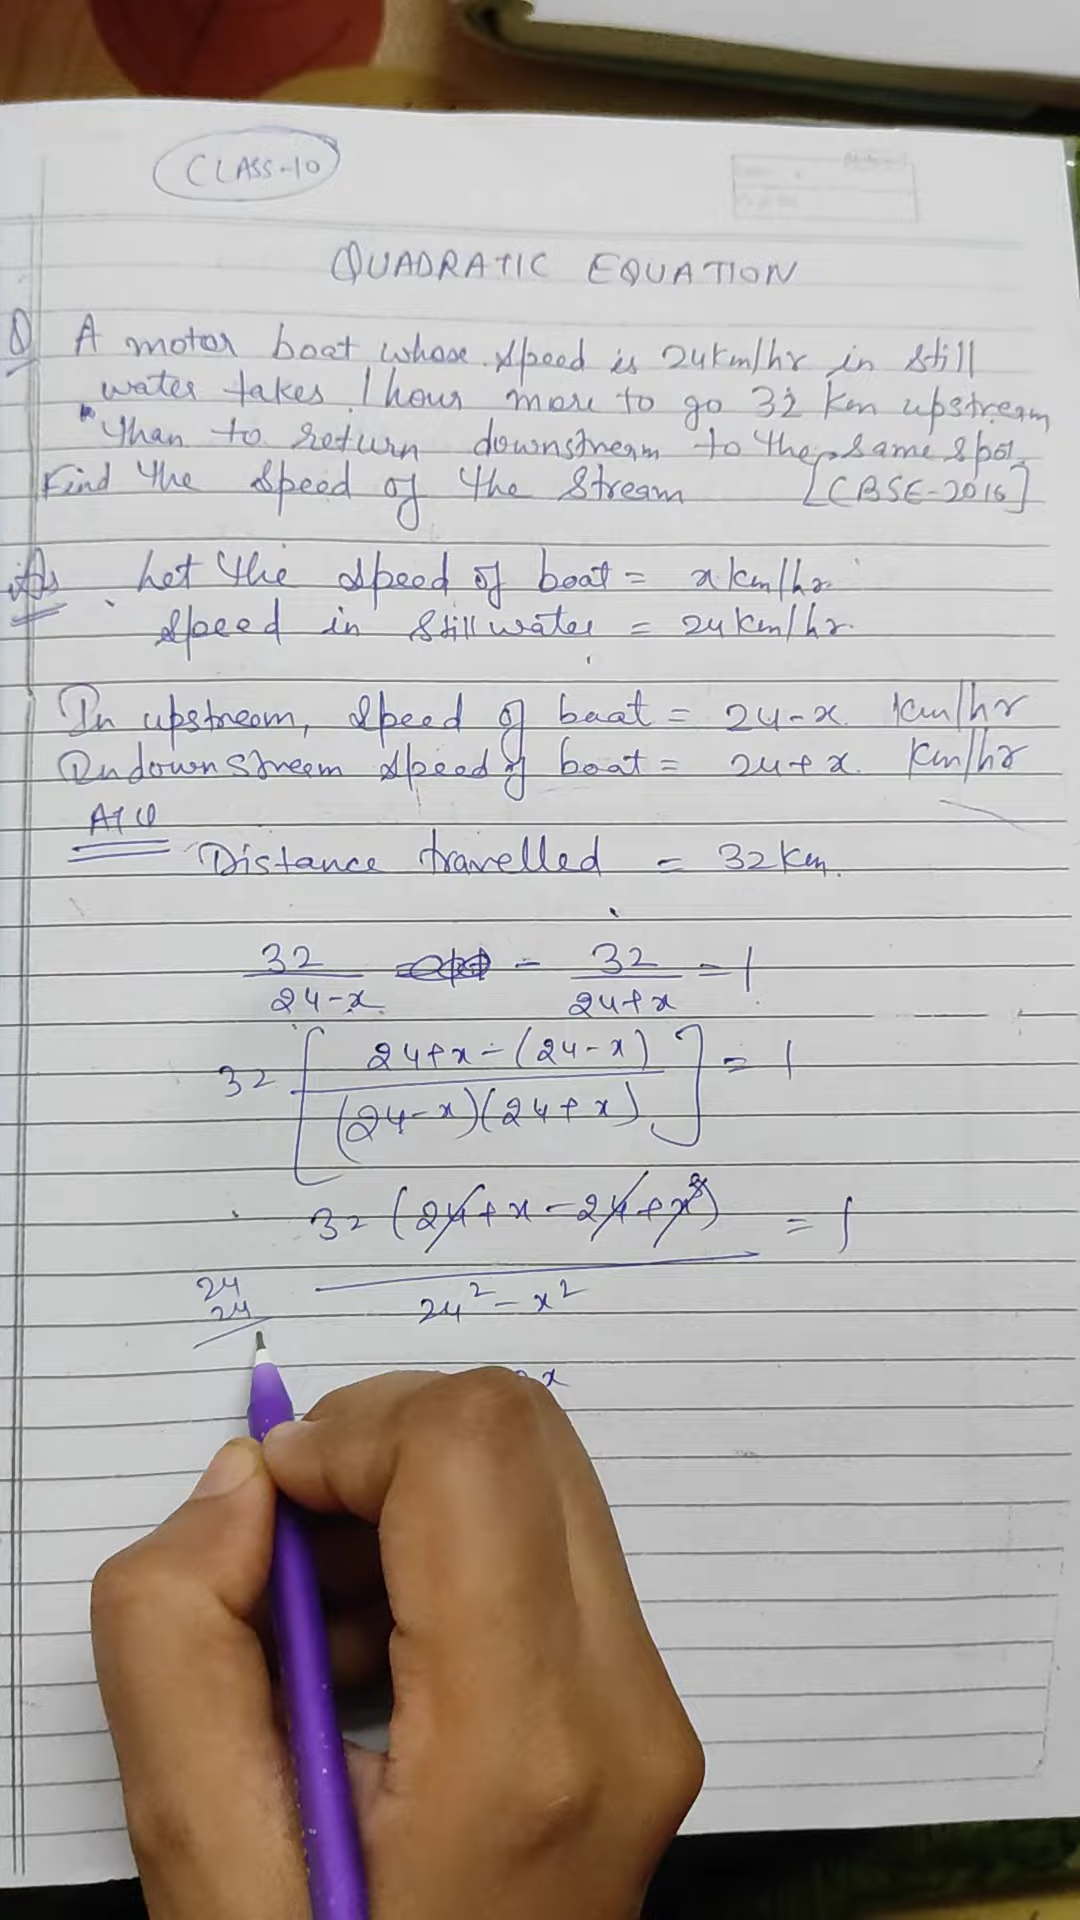 CLASS-10
QUADRATIC EQUATION
Q A motor boat whose speed is 24km/hr in still
water takes 1 hour more to go 32 km upstream
than to return downstream to the same spot.
Find the speed of the stream [CBSE-2016]
Let the speed of boat = x km/hr
Speed in still water = 24 km/hr.
In upstream, speed of boat = 24-x km/hr
In downstream speed of boat = 24+x km/hr
ATQ
Distance travelled = 32 km.
32/24-x - 32/24+x = 1
32 [24+x-(24-x)/(24-x)(24+x)] = 1
32 (24+x-24+x)/24²-x² = 1
24
24
x